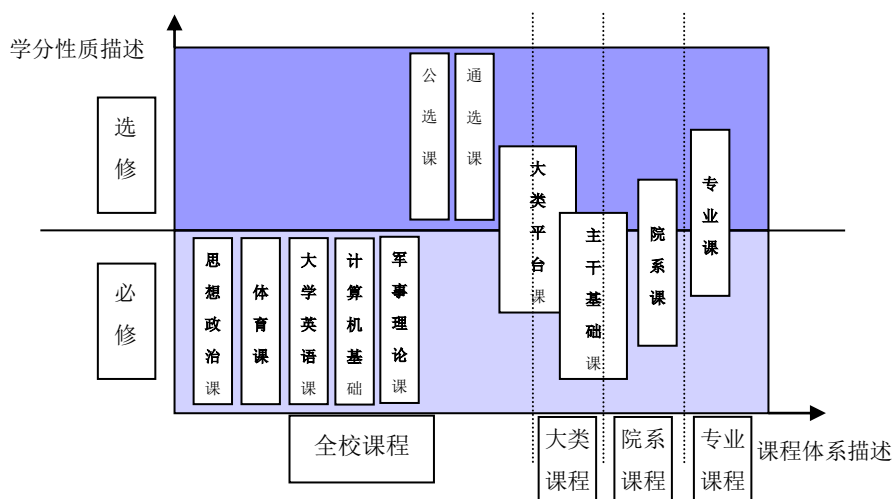 学分性质描述
选修
必修
公选课
通选课
大类平台课
主干基础课
院系课
专业课
思想政治课
体育课
大学英语课
计算机基础
军事理论课
全校课程
大类课程
院系课程
专业课程
课程体系描述